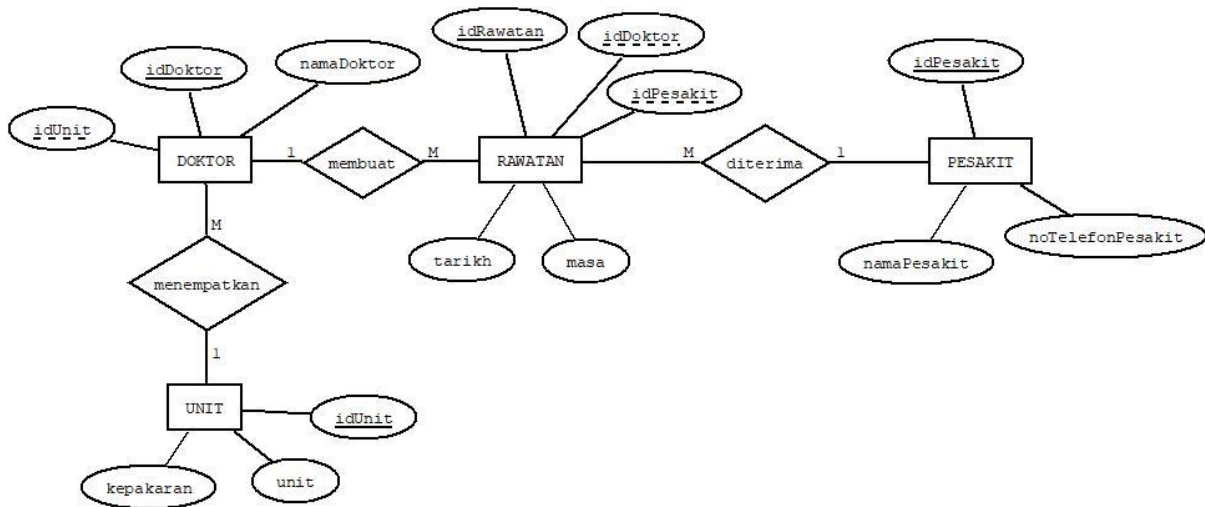 idRawatan
idDoktor
idDoktor
namaDoktor
idPesakit
idPesakit
idUnit
DOKTOR
1
membuat
M
RAWATAN
M
diterima
1
PESAKIT
M
tarikh
masa
namaPesakit
noTelefonPesakit
menempatkan
1
UNIT
idUnit
kepakaran
unit